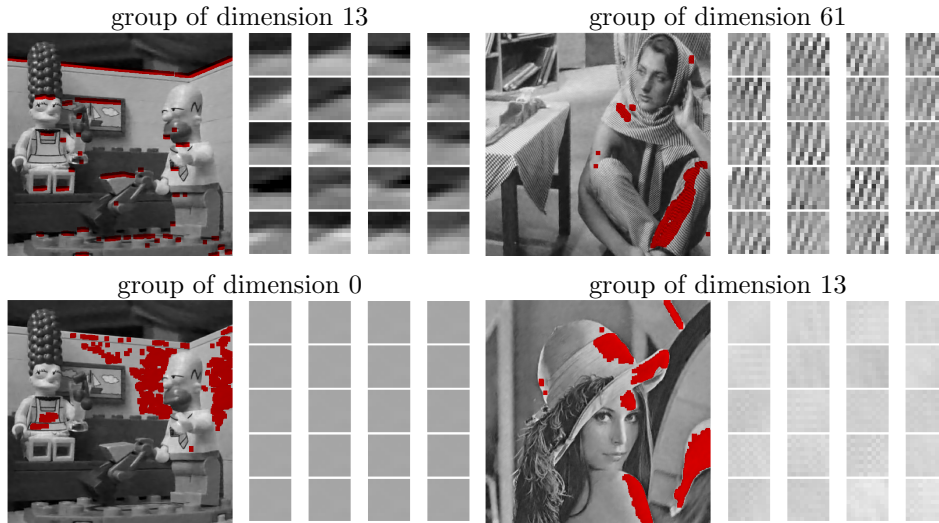 group of dimension 13
group of dimension 61
group of dimension 0
group of dimension 13